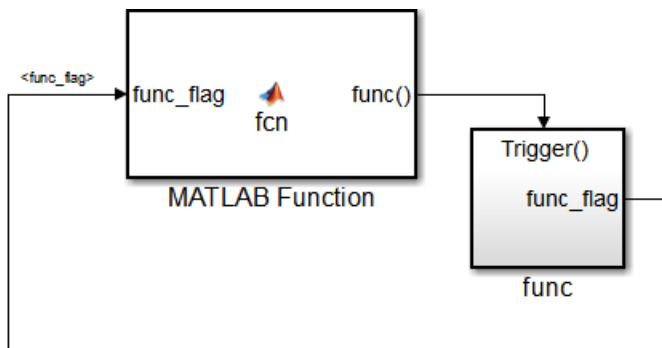 <func_flag>
func_flag
fcn
func()
MATLAB Function
Trigger()
func_flag
func